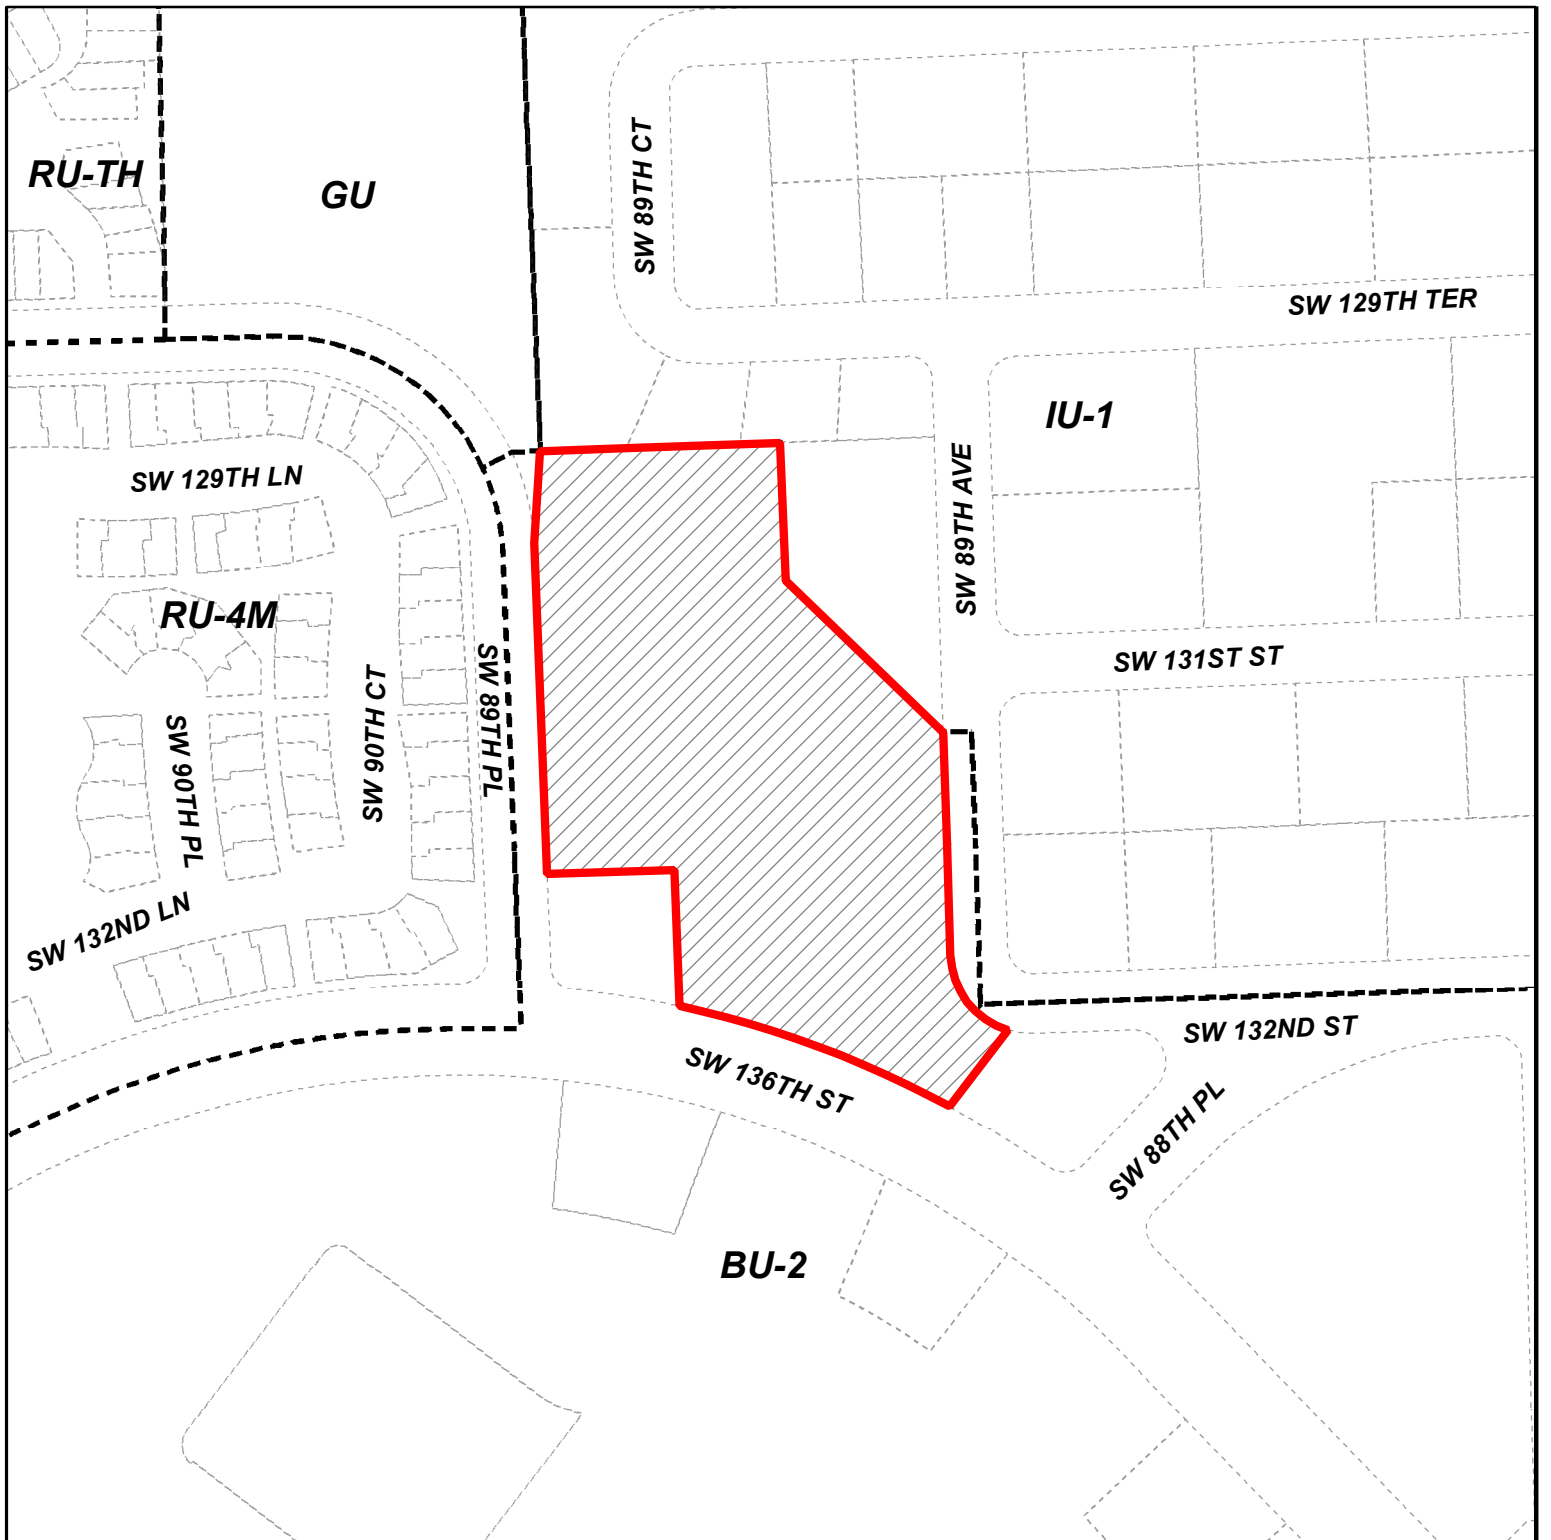 RU-TH
GU
SW 89TH CT
SW 129TH TER
IU-1
SW 129TH LN
SW 89TH AVE
RU-4M
SW 131ST ST
SW 89TH PL
SW 90TH CT
SW 90TH PL
SW 132ND LN
SW 132ND ST
SW 136TH ST
SW 88TH PL
BU-2